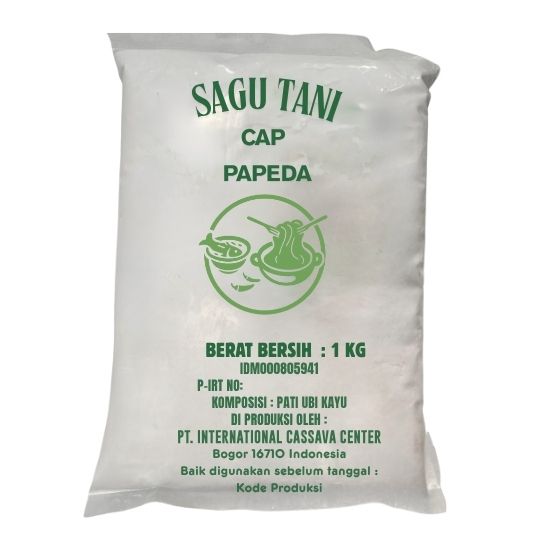 SAGU TANI
CAP
PAPEDA
BERAT BERSIH : 1 KG
IDM000805941
P-IRT NO:
KOMPOSISI : PATI UBI KAYU
DI PRODUKSI OLEH :
PT. INTERNATIONAL CASSAVA CENTER
Bogor 16710 Indonesia
Baik digunakan sebelum tanggal :
Kode Produksi